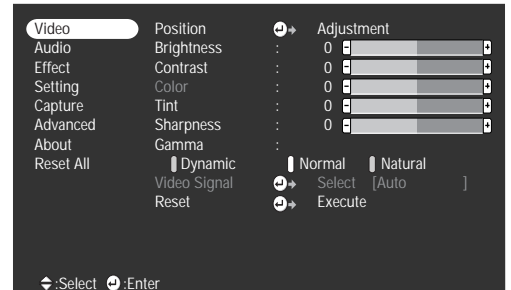 Video Position Adjustment
Audio Brightness : 0 - +
Effect Contrast : 0 - +
Setting Color : 0 - +
Capture Tint : 0 - +
Advanced Sharpness : 0 - +
About Gamma :
Reset All Dynamic Normal Natural
Video Signal Select [Auto ]
Reset Execute
:Select :Enter